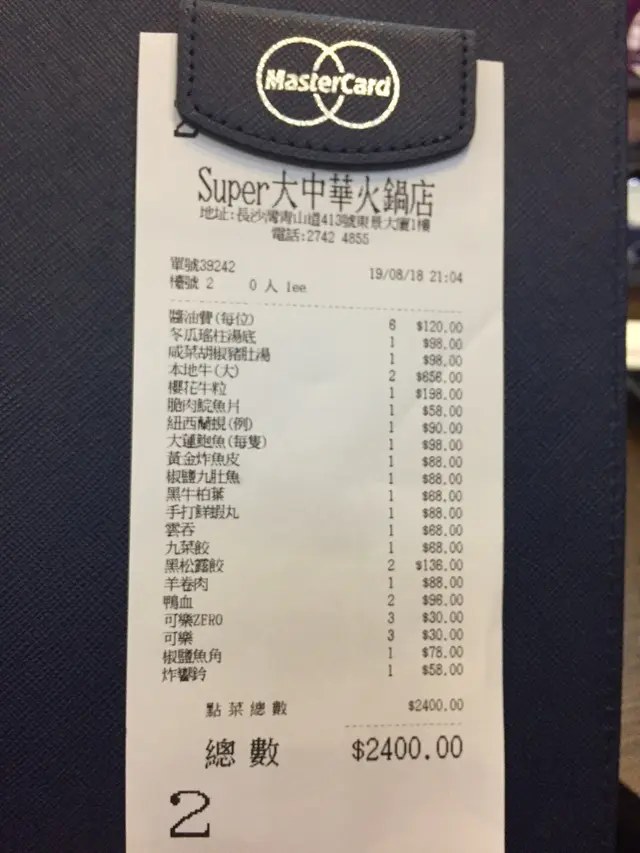 MasterCard
Super大中華火鍋店
地址:長沙灣青山道413號東景大廈1樓
電話:2742 4855
單號39242 19/08/18 21:04
檯號 2 0 人 lee
醬油費(每位) 6 $120.00
冬瓜瑤柱湯底 1 $98.00
咸菜胡椒豬肚湯 1 $98.00
本地牛(大) 2 $656.00
櫻花牛粒 1 $198.00
脆肉鯇魚片 1 $58.00
紐西蘭蜆(例) 1 $90.00
大蓮鮑魚(每隻) 1 $98.00
黃金炸魚皮 1 $88.00
椒鹽九肚魚 1 $88.00
黑牛柏葉 1 $68.00
手打鮮蝦丸 1 $88.00
雲吞 1 $68.00
九菜餃 1 $68.00
黑松露餃 2 $136.00
羊卷肉 1 $88.00
鴨血 2 $96.00
可樂ZERO 3 $30.00
可樂 3 $30.00
椒鹽魚角 1 $78.00
炸響鈴 1 $58.00
點菜總數 $2400.00
總數 $2400.00
2